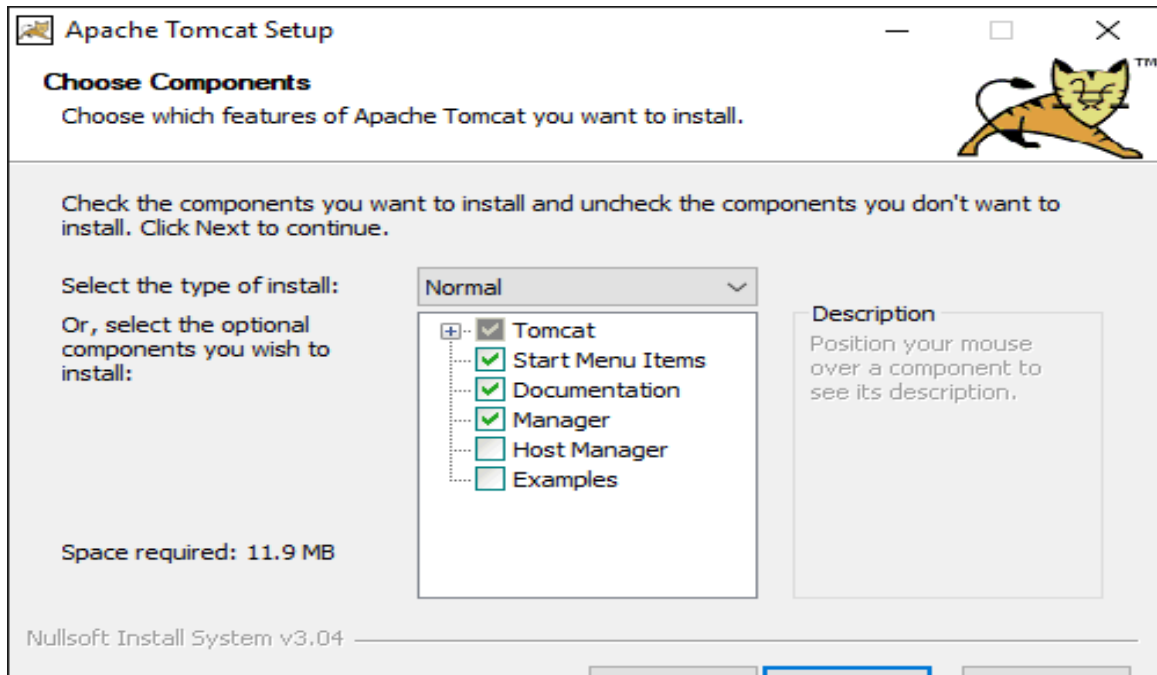 Apache Tomcat Setup
TM
Choose Components
Choose which features of Apache Tomcat you want to install.
Check the components you want to install and uncheck the components you don't want to
install. Click Next to continue.
Select the type of install:
Normal
Or, select the optional
components you wish to
install:
Tomcat
Start Menu Items
Documentation
Manager
Host Manager
Examples
Description
Position your mouse
over a component to
see its description.
Space required: 11.9 MB
Nullsoft Install System v3.04